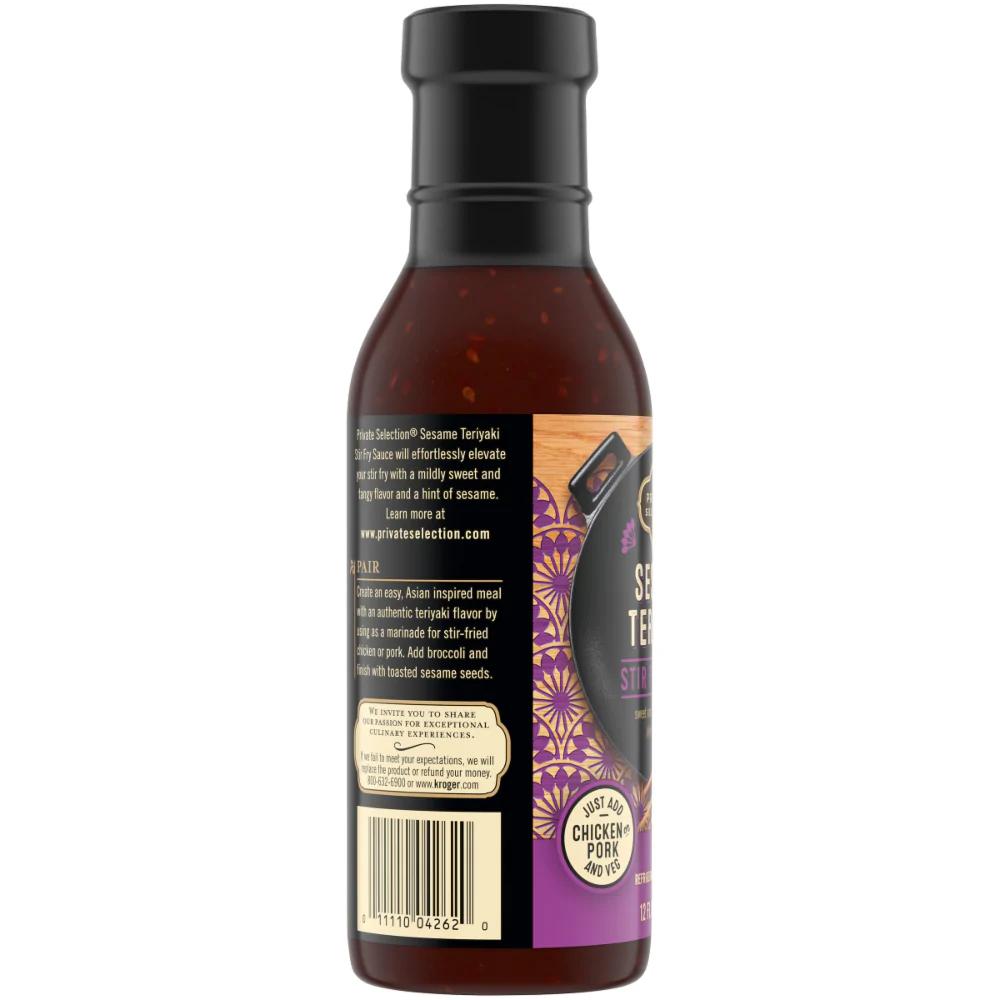 Private Selection® Sesame Teriyaki
Stir Fry Sauce will effortlessly elevate
your stir fry with a mildly sweet and
tangy flavor and a hint of sesame.
Learn more at
www.privateselection.com
PAIR
Create an easy, Asian inspired meal
with an authentic teriyaki flavor by
using as a marinade for stir-fried
chicken or pork. Add broccoli and
finish with toasted sesame seeds.
WE INVITE YOU TO SHARE
OUR PASSION FOR EXCEPTIONAL
CULINARY EXPERIENCES.
If we fail to meet your expectations, we will
replace the product or refund your money.
800-632-6900 or www.kroger.com
0 11110 04262 0
SE
TER
STIR
sweet
JUST ADD
CHICKEN or
PORK
AND VEG
REFR
12 FL